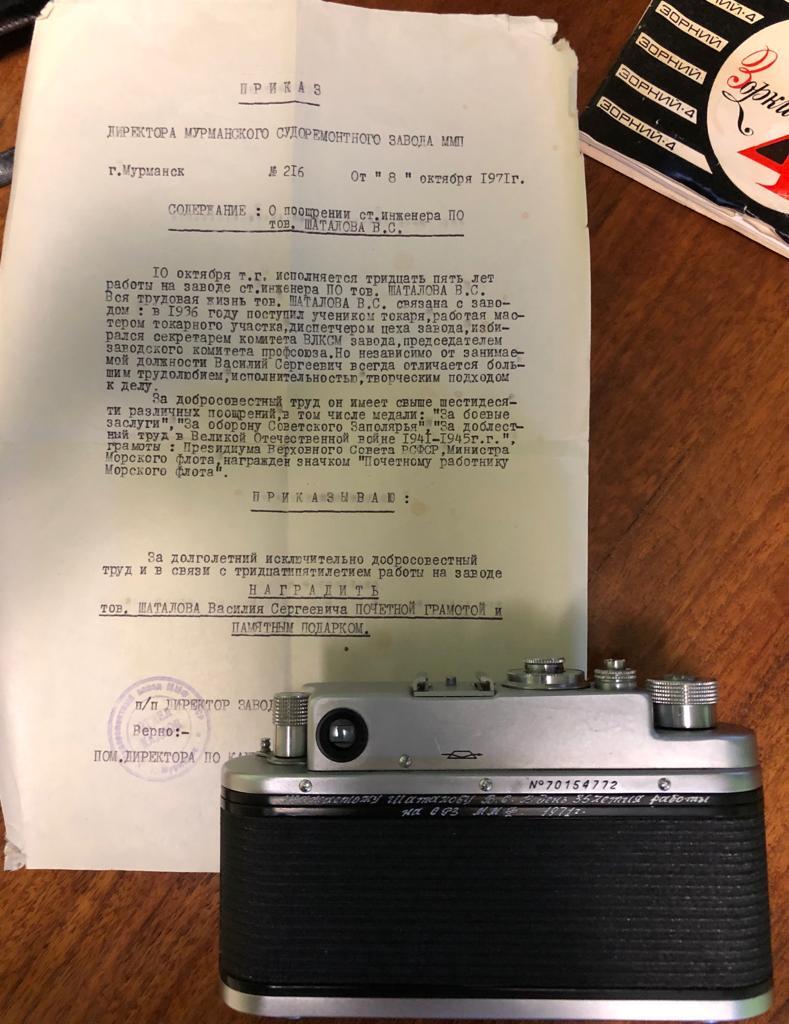 ПРИКАЗ
ДИРЕКТОРА МУРМАНСКОГО СУДОРЕМОНТНОГО ЗАВОДА ММП
г.Мурманск № 216 От " 8 " октября 1971г.
СОДЕРЖАНИЕ : О поощрении ст.инженера ПО
тов. ШАТАЛОВА В.С.
10 октября т.г. исполняется тридцать пять лет
работы на заводе ст.инженера ПО тов. ШАТАЛОВА В.С.
Вся трудовая жизнь тов. ШАТАЛОВА В.С. связана с заво-
дом : в 1936 году поступил учеником токаря,работая мас-
тером токарного участка,диспетчером цеха завода,изби-
рался секретарем комитета ВЛКСМ завода,председателем
заводского комитета профсоюза.Но независимо от занимае-
мой должности Василий Сергеевич всегда отличается боль-
шим трудолюбием,исполнительностью,творческим подходом
к делу.
За добросовестный труд он имеет свыше шестидеся-
ти различных поощрений,в том числе медали: "За боевые
заслуги","За оборону Советского Заполярья","За доблест-
ный труд в Великой Отечественной войне 1941-1945г.г.",
грамоты : Президиума Верховного Совета РСФСР,Министра
Морского флота,награжден значком "Почетному работнику
Морского флота".
ПРИКАЗЫВАЮ:
За долголетний исключительно добросовестный
труд и в связи с тридцатипятилетием работы на заводе
НАГРАДИТЬ
тов. ШАТАЛОВА Василия Сергеевича ПОЧЕТНОЙ ГРАМОТОЙ и
ПАМЯТНЫМ ПОДАРКОМ.
п/п ДИРЕКТОР ЗАВОД
Верно:-
ПОМ.ДИРЕКТОРА ПО КА
ЗОРКИЙ-4
ЗОРКИЙ-4
ЗОРКИЙ-4
ЗОРКИЙ-4
Зорки
4
№70154772
Шаталову В.С. В день 35 летия работы
на СРЗ ММФ 1971г.